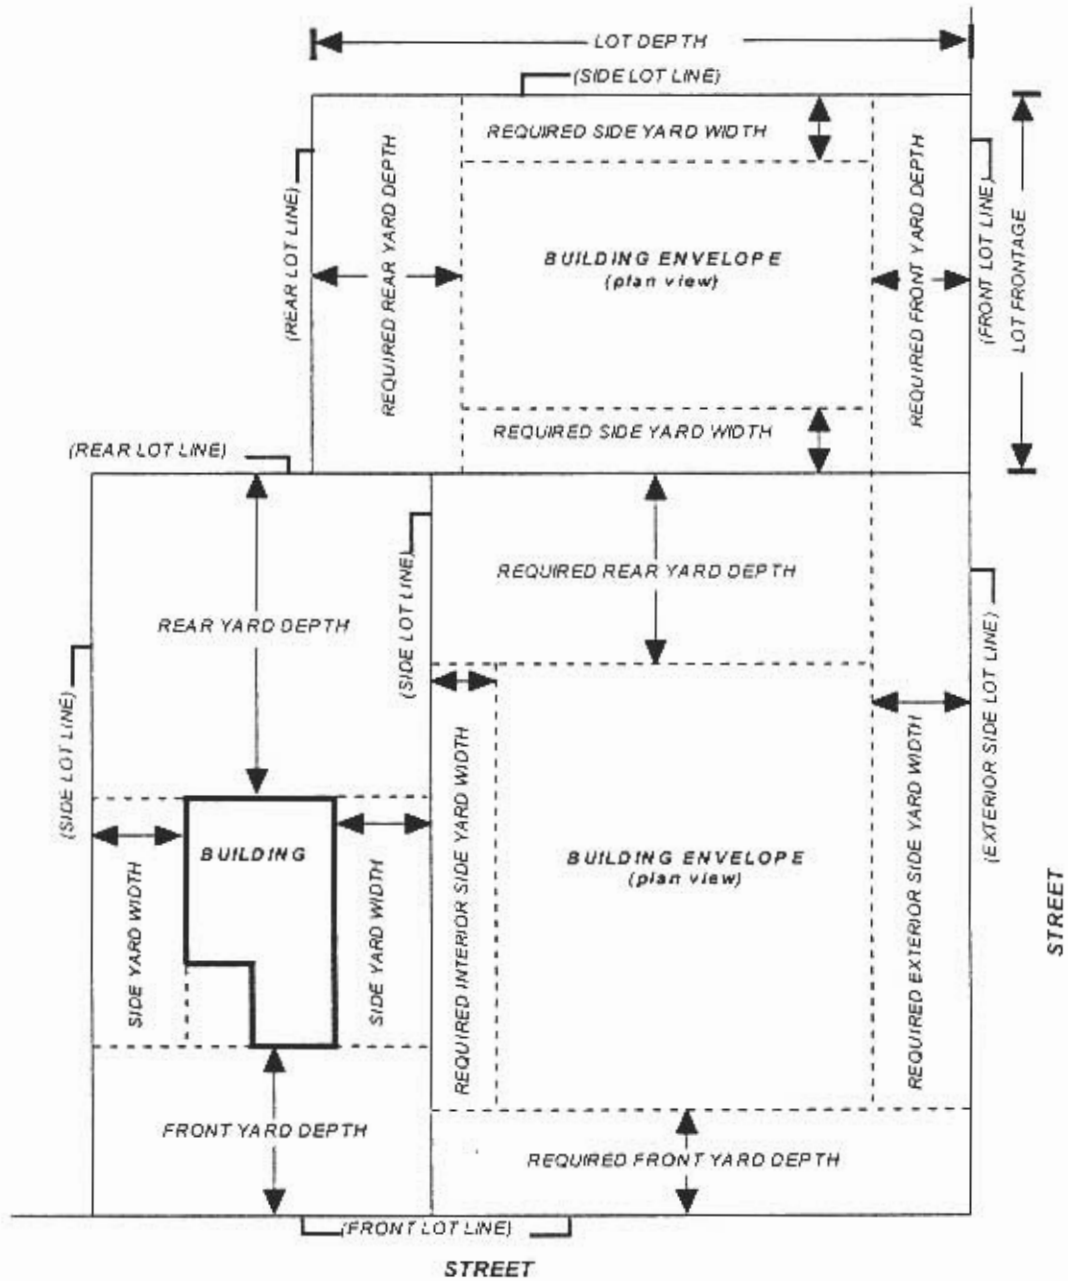 LOT DEPTH
(SIDE LOT LINE)
REQUIRED SIDE YARD WIDTH
(REAR LOT LINE)
REQUIRED REAR YARD DEPTH
BUILDING ENVELOPE
(plan view)
REQUIRED FRONT YARD DEPTH
(FRONT LOT LINE)
LOT FRONTAGE
REQUIRED SIDE YARD WIDTH
(REAR LOT LINE)
(SIDE LOT LINE)
REQUIRED REAR YARD DEPTH
REAR YARD DEPTH
(SIDE LOT LINE)
(EXTERIOR SIDE LOT LINE)
SIDE YARD WIDTH
BUILDING
SIDE YARD WIDTH
REQUIRED INTERIOR SIDE YARD WIDTH
BUILDING ENVELOPE
(plan view)
REQUIRED EXTERIOR SIDE YARD WIDTH
STREET
FRONT YARD DEPTH
REQUIRED FRONT YARD DEPTH
(FRONT LOT LINE)
STREET